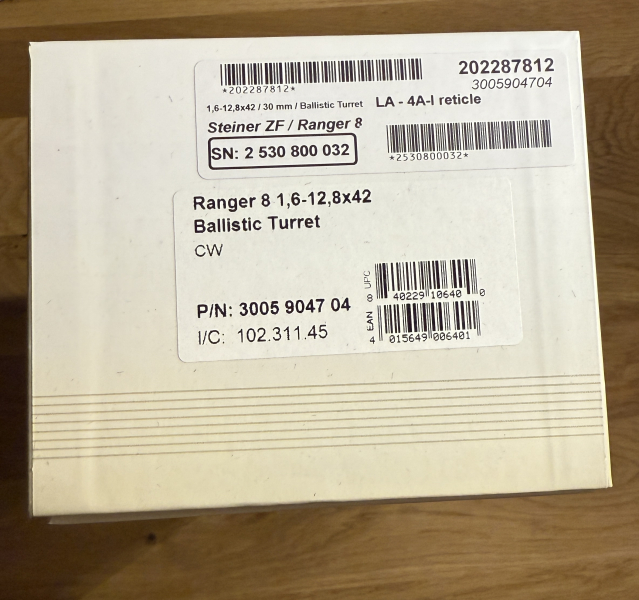 202287812
*202287812*
3005904704
1,6-12,8x42 / 30 mm / Ballistic Turret LA - 4A-I reticle
Steiner ZF / Ranger 8
SN: 2 530 800 032
*2530800032*
Ranger 8 1,6-12,8x42
Ballistic Turret
CW
UPC
8 40229 10640 0
P/N: 3005 9047 04
EAN
I/C: 102.311.45
4 015649 006401